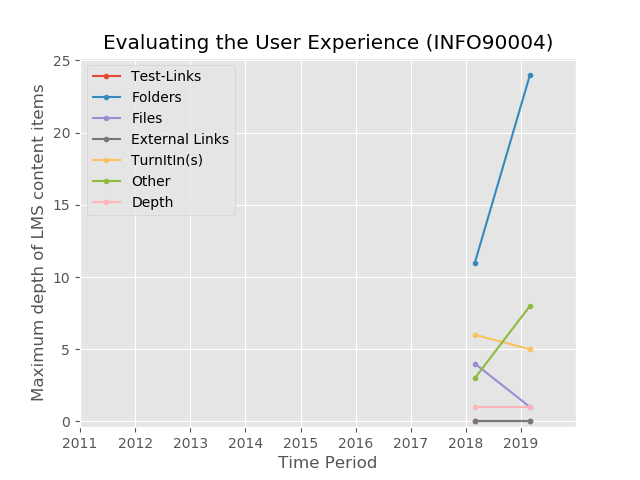 Evaluating the User Experience (INFO90004)
Maximum depth of LMS content items
25
20
15
10
5
0
Test-Links
Folders
Files
External Links
TurnItIn(s)
Other
Depth
2011 2012 2013 2014 2015 2016 2017 2018 2019
Time Period